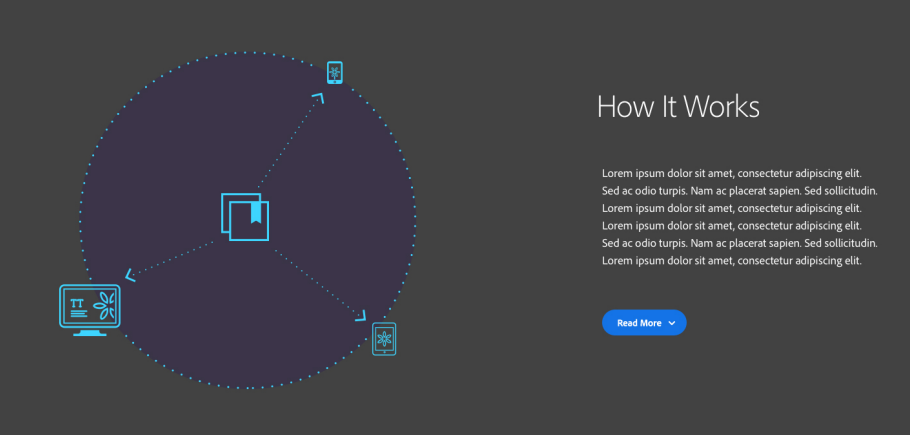 How It Works
Lorem ipsum dolor sit amet, consectetur adipiscing elit.
Sed ac odio turpis. Nam ac placerat sapien. Sed sollicitudin.
Lorem ipsum dolor sit amet, consectetur adipiscing elit.
Lorem ipsum dolor sit amet, consectetur adipiscing elit.
Sed ac odio turpis. Nam ac placerat sapien. Sed sollicitudin.
Lorem ipsum dolor sit amet, consectetur adipiscing elit.
TT
Read More